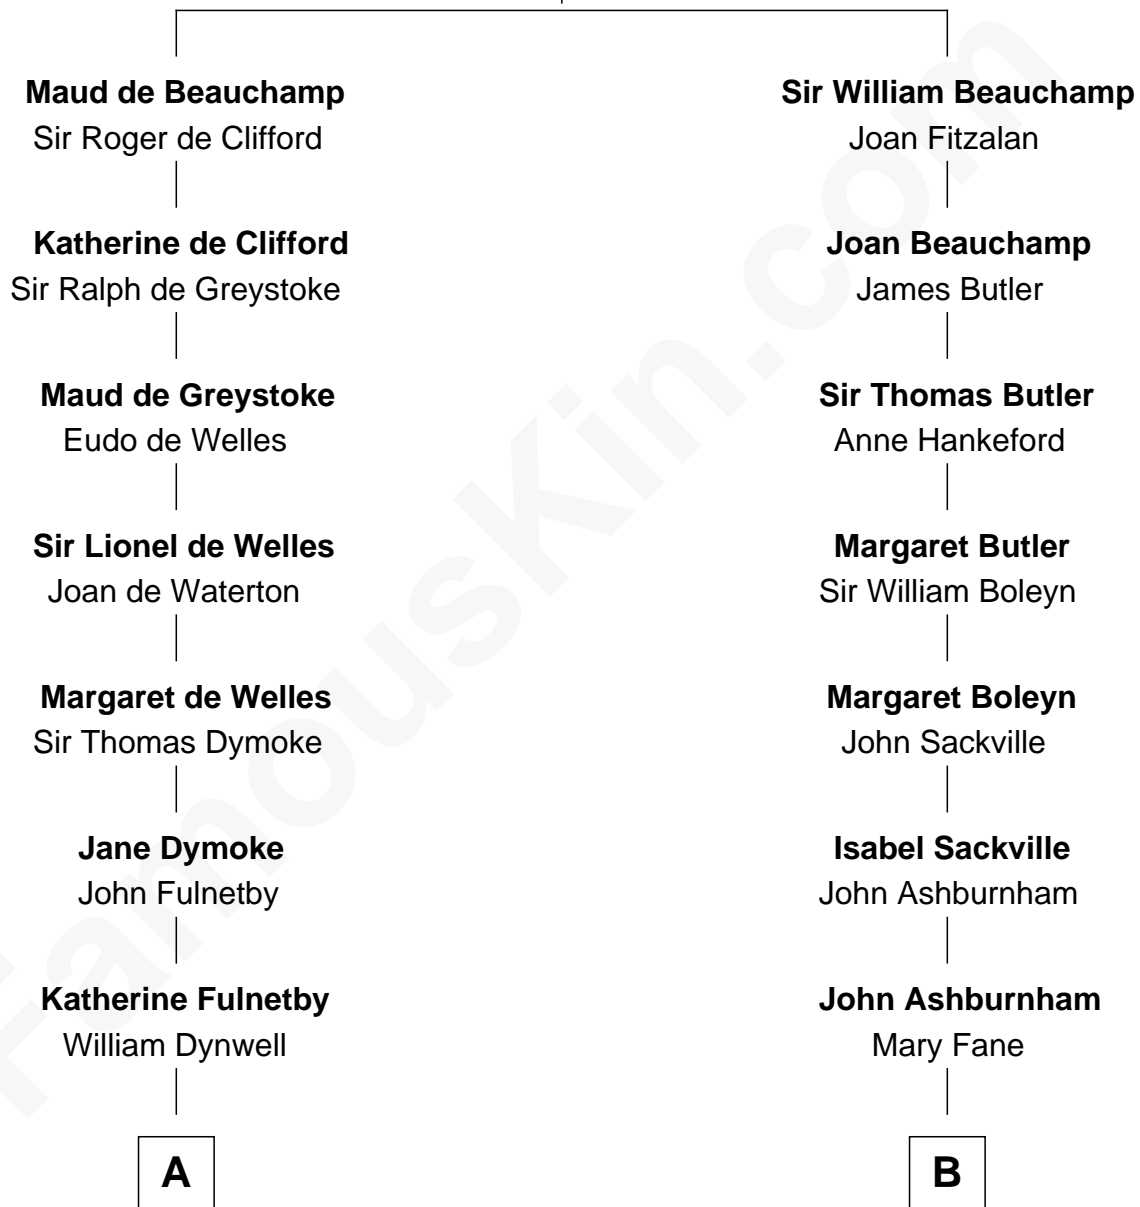 Maud de Beauchamp
Sir Roger de Clifford
Katherine de Clifford
Sir Ralph de Greystoke
Maud de Greystoke
Eudo de Welles
Sir Lionel de Welles
Joan de Waterton
Margaret de Welles
Sir Thomas Dymoke
Jane Dymoke
John Fulnetby
Katherine Fulnetby
William Dynwell
A
Sir William Beauchamp
Joan Fitzalan
Joan Beauchamp
James Butler
Sir Thomas Butler
Anne Hankeford
Margaret Butler
Sir William Boleyn
Margaret Boleyn
John Sackville
Isabel Sackville
John Ashburnham
John Ashburnham
Mary Fane
B
FamousKin.com